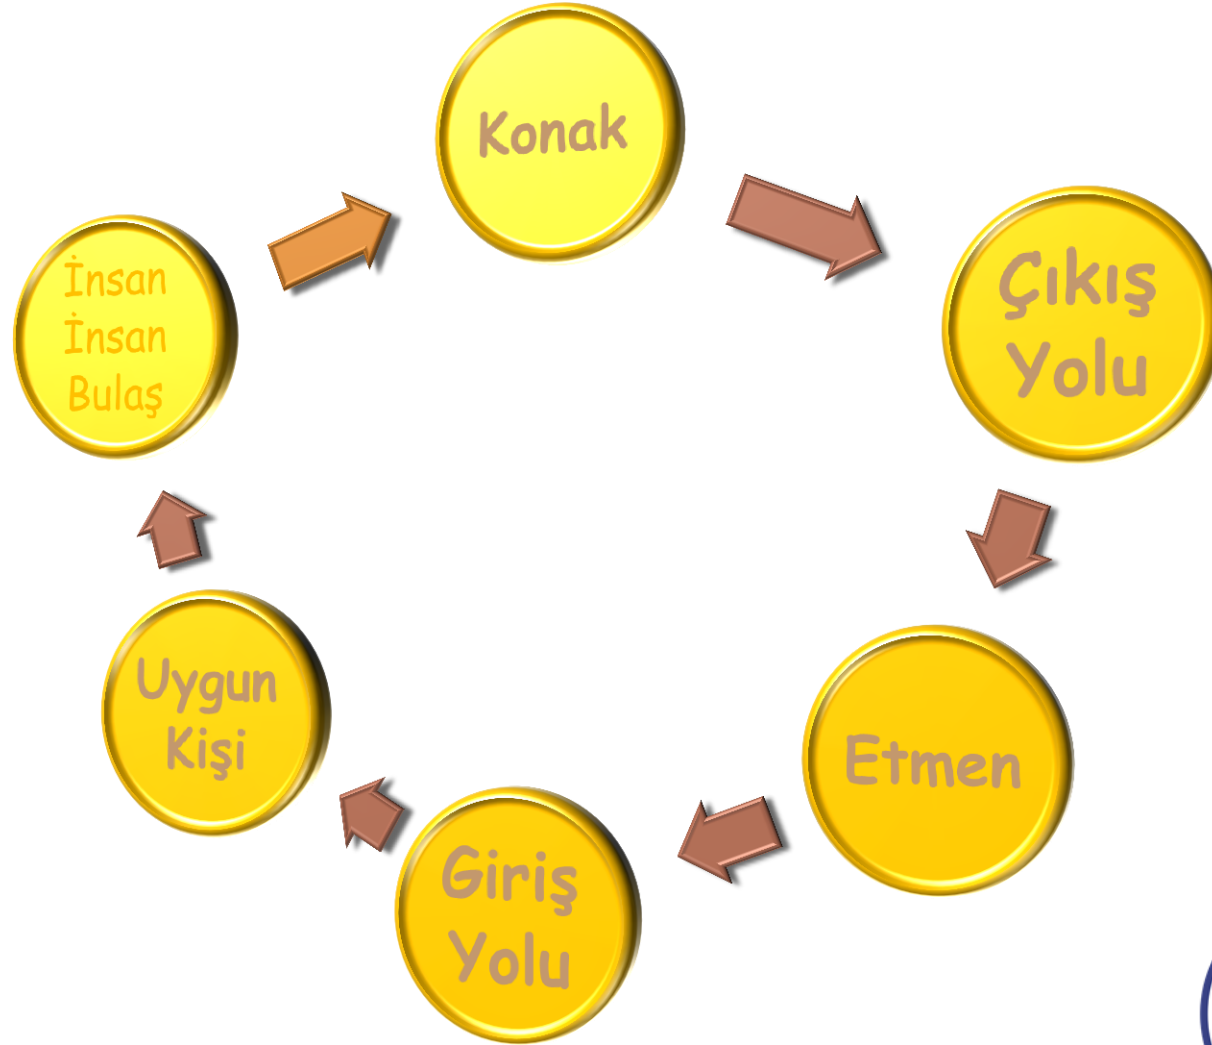 Konak
Çıkış
Yolu
Etmen
Giriş
Yolu
Uygun
Kişi
İnsan
İnsan
Bulaş